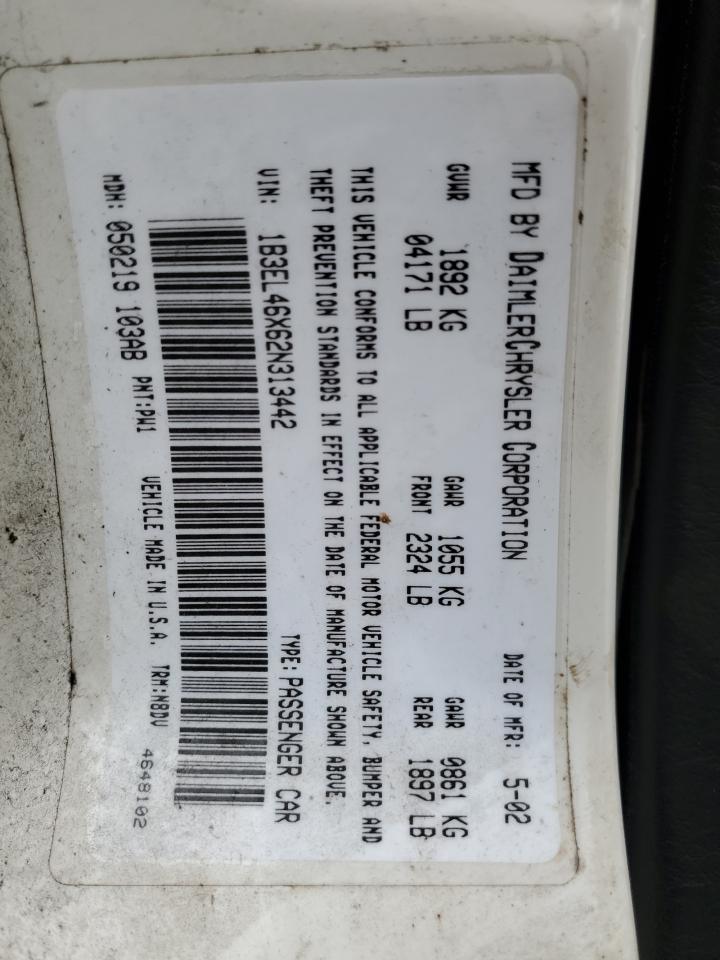 MFD BY DAIMLERCHRYSLER CORPORATION DATE OF MFR: 5-02
GVWR 1892 KG GAWR 1055 KG GAWR 0861 KG
04171 LB FRONT 2324 LB REAR 1897 LB
THIS VEHICLE CONFORMS TO ALL APPLICABLE FEDERAL MOTOR VEHICLE SAFETY, BUMPER AND
THEFT PREVENTION STANDARDS IN EFFECT ON THE DATE OF MANUFACTURE SHOWN ABOVE.
VIN: 1B3EL46X62N313442 TYPE: PASSENGER CAR
MDH: 050219 103AB PNT:PW1 VEHICLE MADE IN U.S.A. TRM:N8DV 4648102